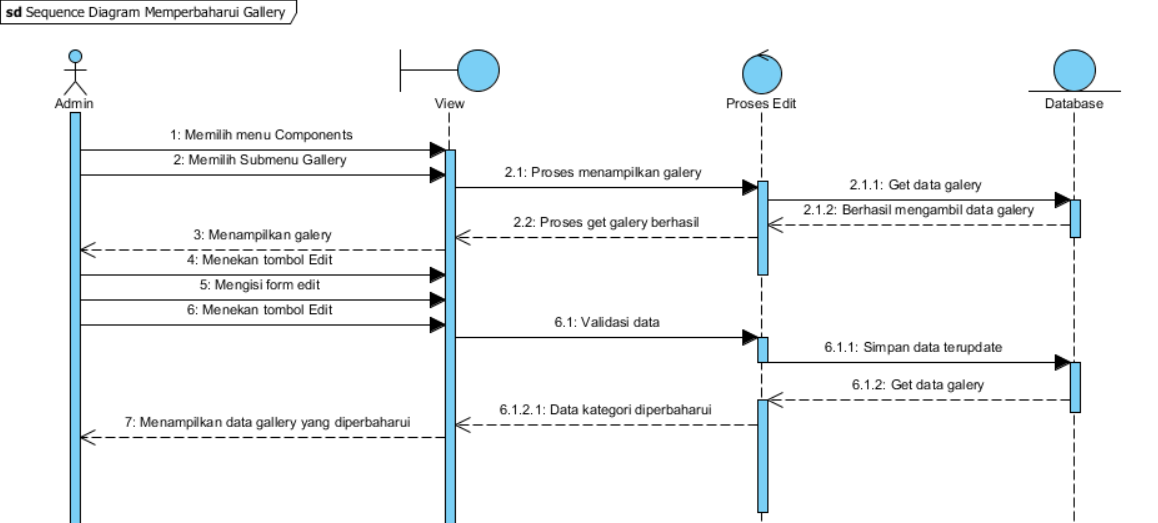 sd Sequence Diagram Memperbaharui Gallery
Admin
View
Proses Edit
Database
1: Memilih menu Components
2: Memilih Submenu Gallery
2.1: Proses menampilkan galery
2.1.1: Get data galery
2.1.2: Berhasil mengambil data galery
2.2: Proses get galery berhasil
3: Menampilkan galery
4: Menekan tombol Edit
5: Mengisi form edit
6: Menekan tombol Edit
6.1: Validasi data
6.1.1: Simpan data terupdate
6.1.2: Get data galery
6.1.2.1: Data kategori diperbaharui
7: Menampilkan data gallery yang diperbaharui